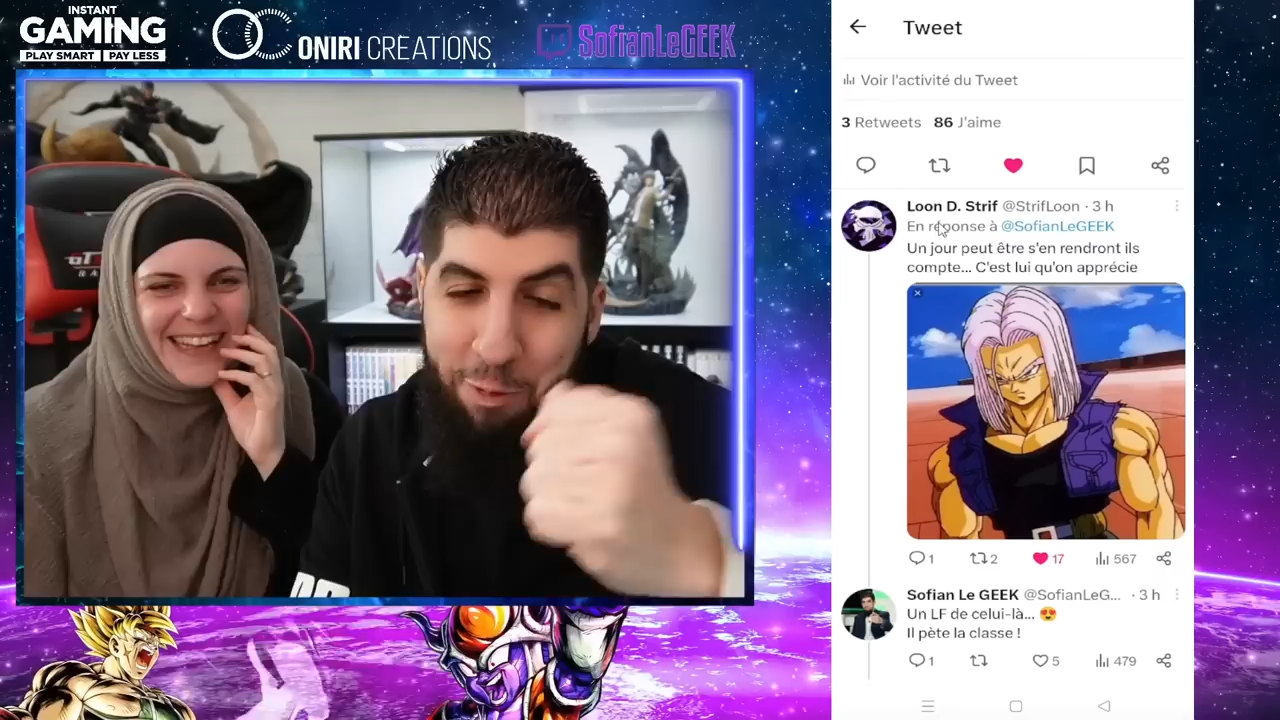 INSTANT
GAMING
PLAY SMART PAY LESS
ONIRI CREATIONS
SofianLeGEEK
Tweet
Voir l'activité du Tweet
3 Retweets 86 J'aime
Loon D. Strif @StrifLoon · 3 h
En réponse à @SofianLeGEEK
Un jour peut être s'en rendront ils
compte... C'est lui qu'on apprécie
1 2 17 567
Sofian Le GEEK @SofianLeG... · 3 h
Un LF de celui-là... 😍
Il pète la classe !
1 5 479